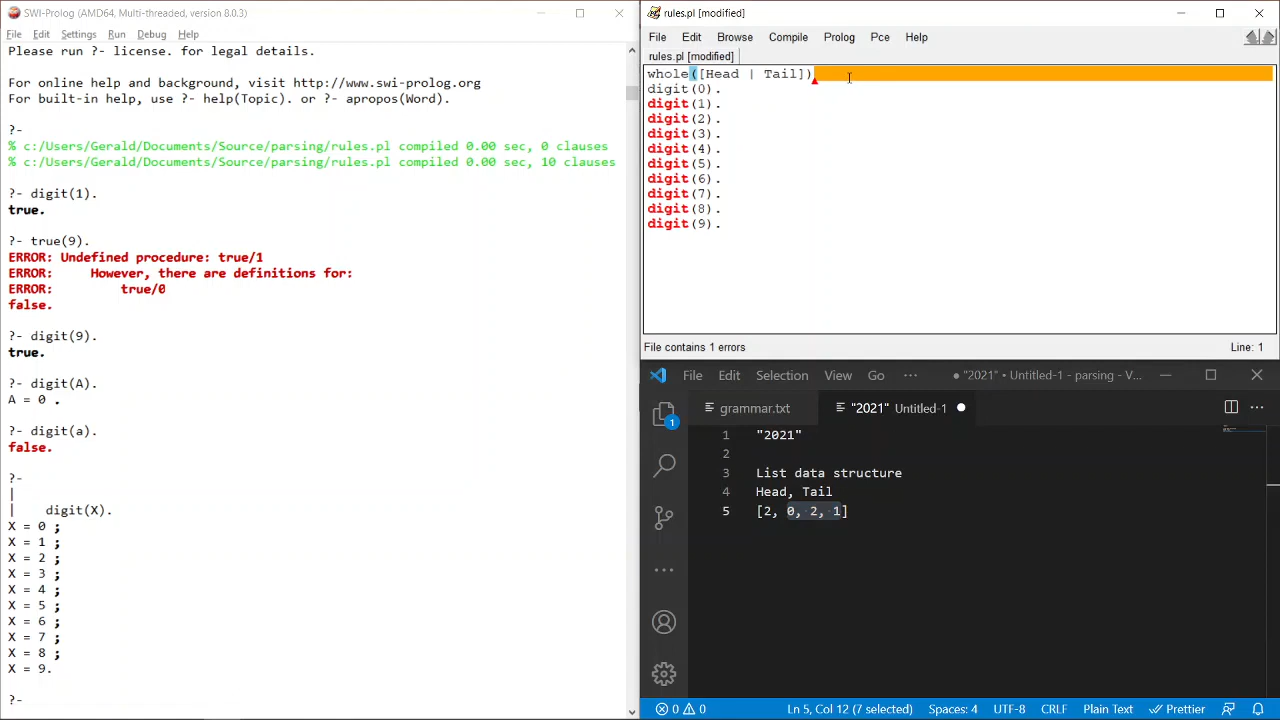 SWI-Prolog (AMD64, Multi-threaded, version 8.0.3)
File Edit Settings Run Debug Help
Please run ?- license. for legal details.
For online help and background, visit http://www.swi-prolog.org
For built-in help, use ?- help(Topic). or ?- apropos(Word).
?-
% c:/Users/Gerald/Documents/Source/parsing/rules.pl compiled 0.00 sec, 0 clauses
% c:/Users/Gerald/Documents/Source/parsing/rules.pl compiled 0.00 sec, 10 clauses
?- digit(1).
true.
?- true(9).
ERROR: Undefined procedure: true/1
ERROR:     However, there are definitions for:
ERROR:         true/0
false.
?- digit(9).
true.
?- digit(A).
A = 0 .
?- digit(a).
false.
?-
|
|    digit(X).
X = 0 ;
X = 1 ;
X = 2 ;
X = 3 ;
X = 4 ;
X = 5 ;
X = 6 ;
X = 7 ;
X = 8 ;
X = 9.
?-
rules.pl [modified]
File Edit Browse Compile Prolog Pce Help
rules.pl [modified]
whole([Head | Tail])
digit(0).
digit(1).
digit(2).
digit(3).
digit(4).
digit(5).
digit(6).
digit(7).
digit(8).
digit(9).
File contains 1 errors Line: 1
File Edit Selection View Go ··· ● "2021" Untitled-1 - parsing - V...
grammar.txt "2021" Untitled-1 ●
1 "2021"
2
3 List data structure
4 Head, Tail
5 [2, 0, 2, 1]
1
0 0 Ln 5, Col 12 (7 selected) Spaces: 4 UTF-8 CRLF Plain Text Prettier